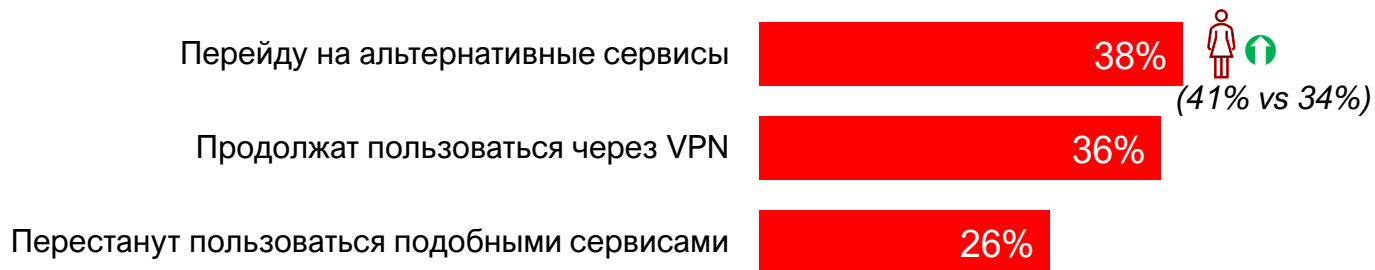 Перейду на альтернативные сервисы 38%
(41% vs 34%)
Продолжат пользоваться через VPN 36%
Перестанут пользоваться подобными сервисами 26%